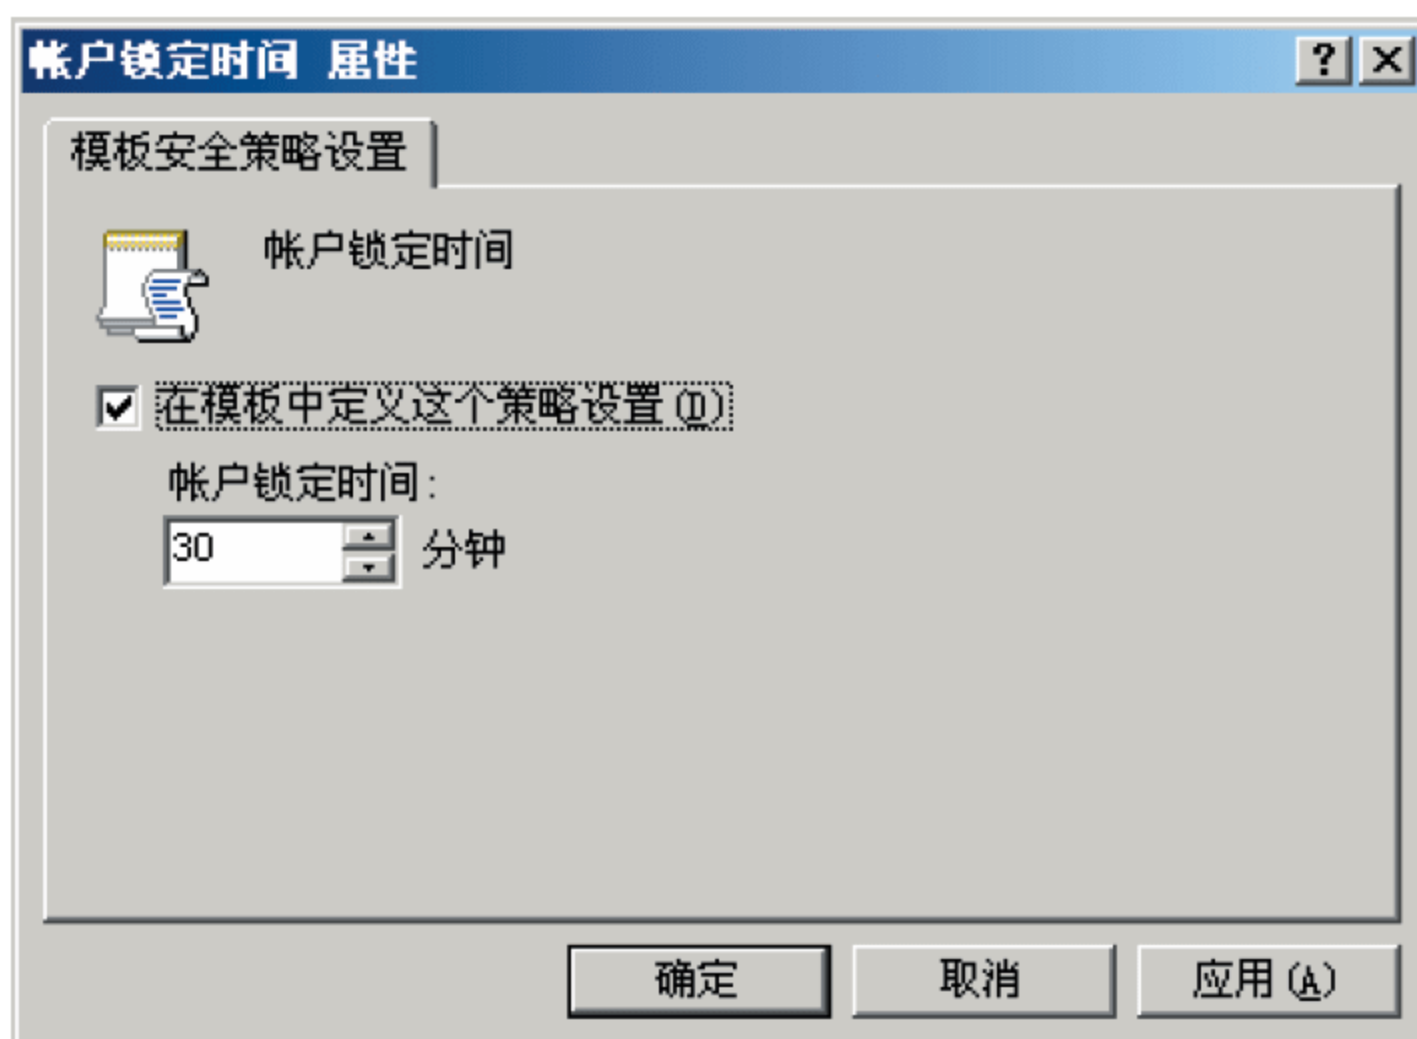 帐户锁定时间 属性
模板安全策略设置
帐户锁定时间
在模板中定义这个策略设置(D)
帐户锁定时间:
30 分钟
确定 取消 应用(A)